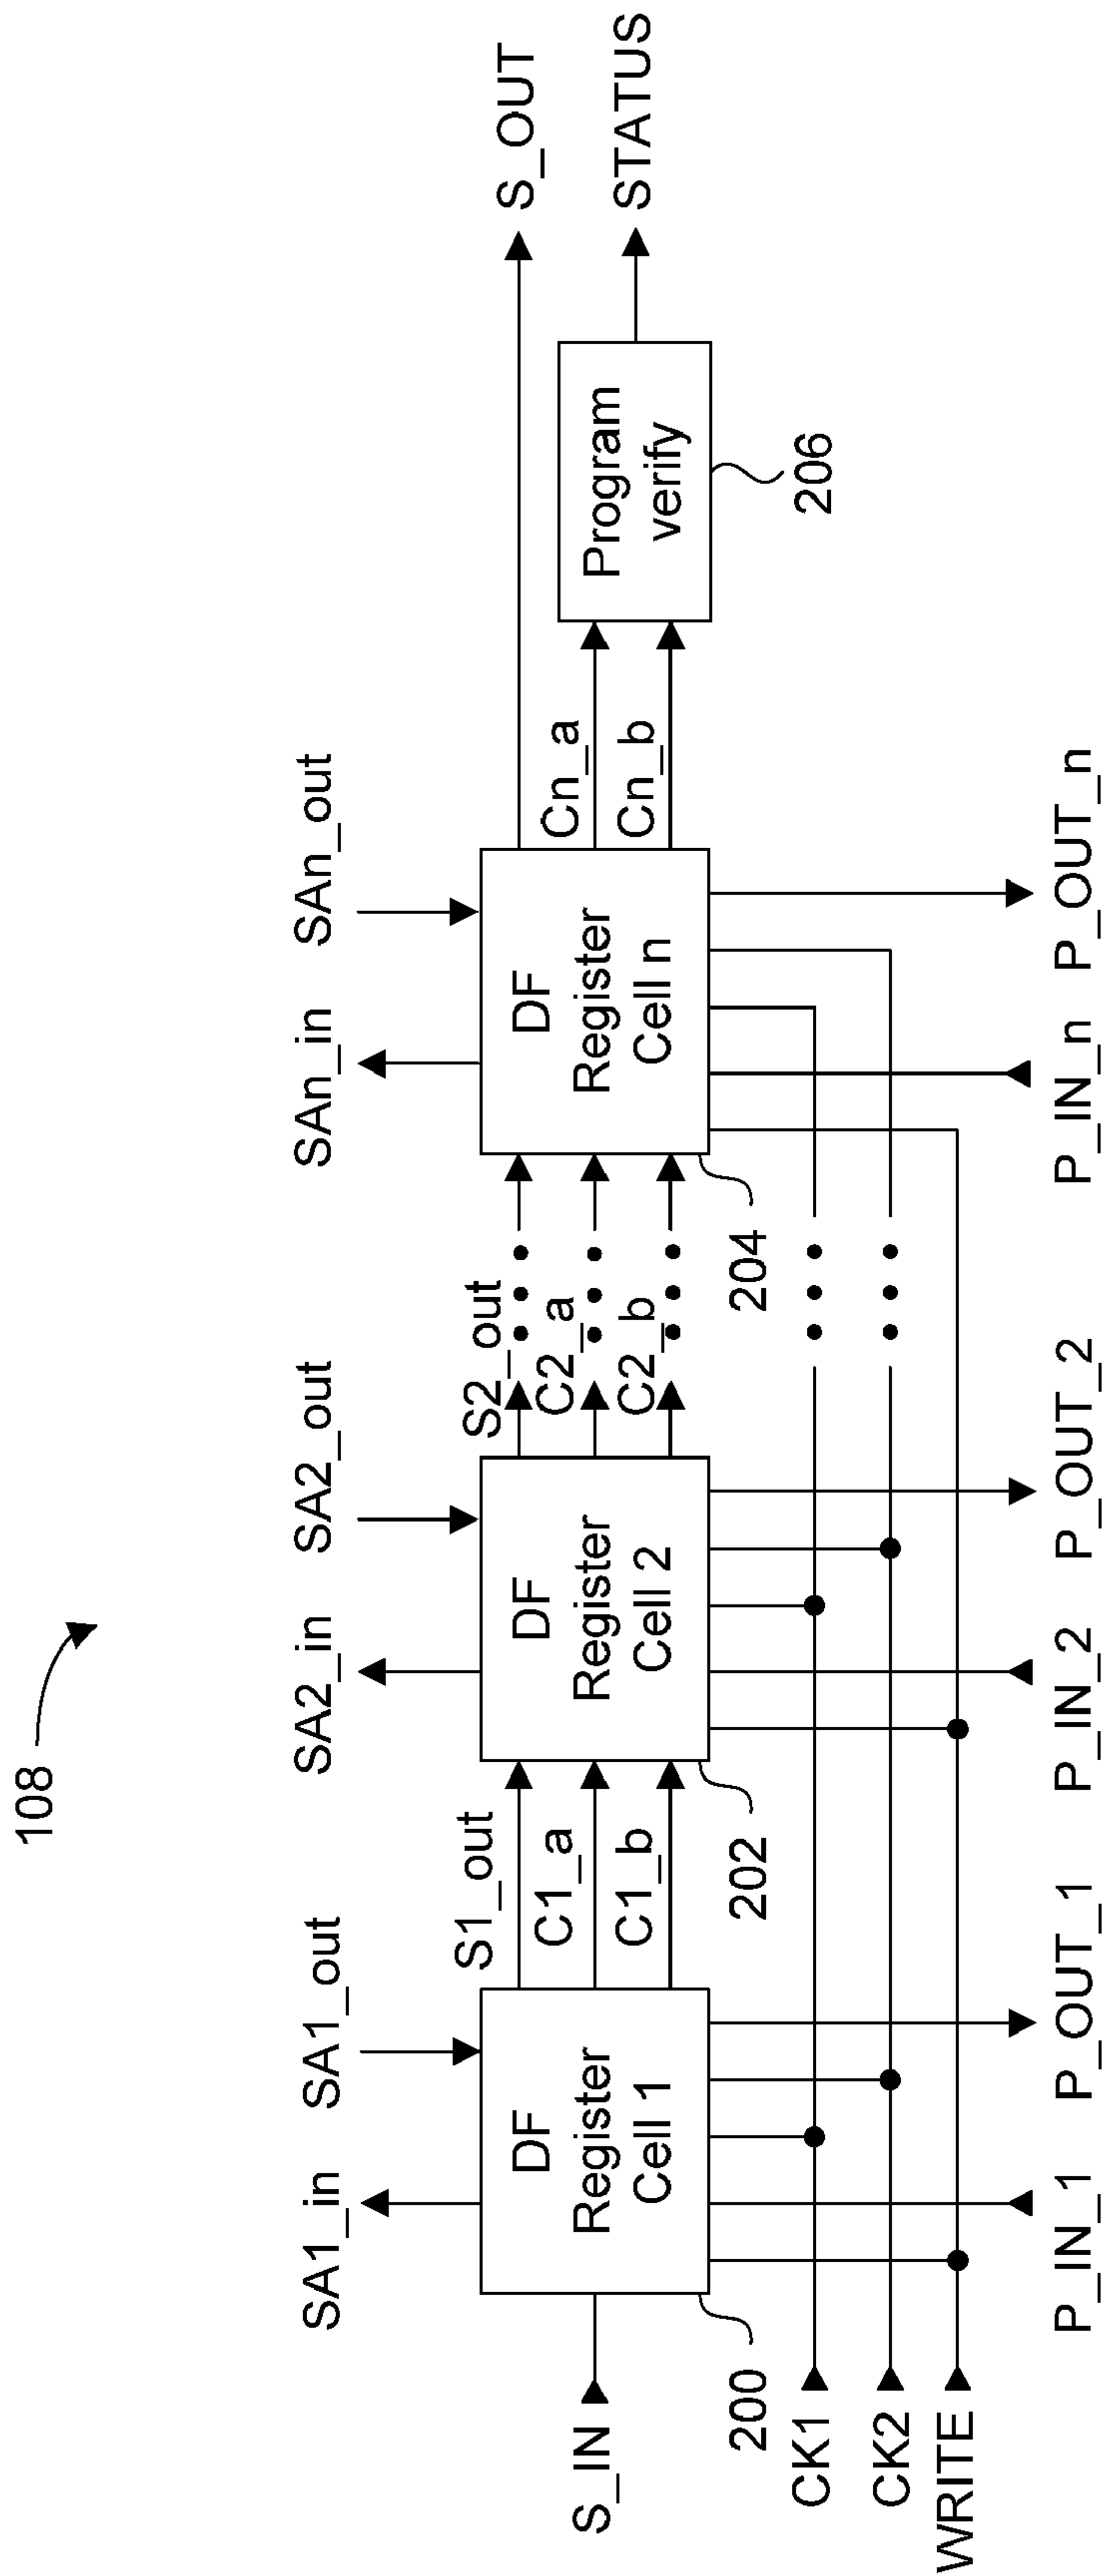 108
SA1_in
SA1_out
SA2_in
SA2_out
SAn_in
SAn_out
S_IN
DF
Register
Cell 1
200
S1_out
C1_a
C1_b
DF
Register
Cell 2
202
S2_out
C2_a
C2_b
DF
Register
Cell n
204
Cn_a
Cn_b
Program
verify
206
S_OUT
STATUS
CK1
CK2
WRITE
P_IN_1
P_OUT_1
P_IN_2
P_OUT_2
P_IN_n
P_OUT_n